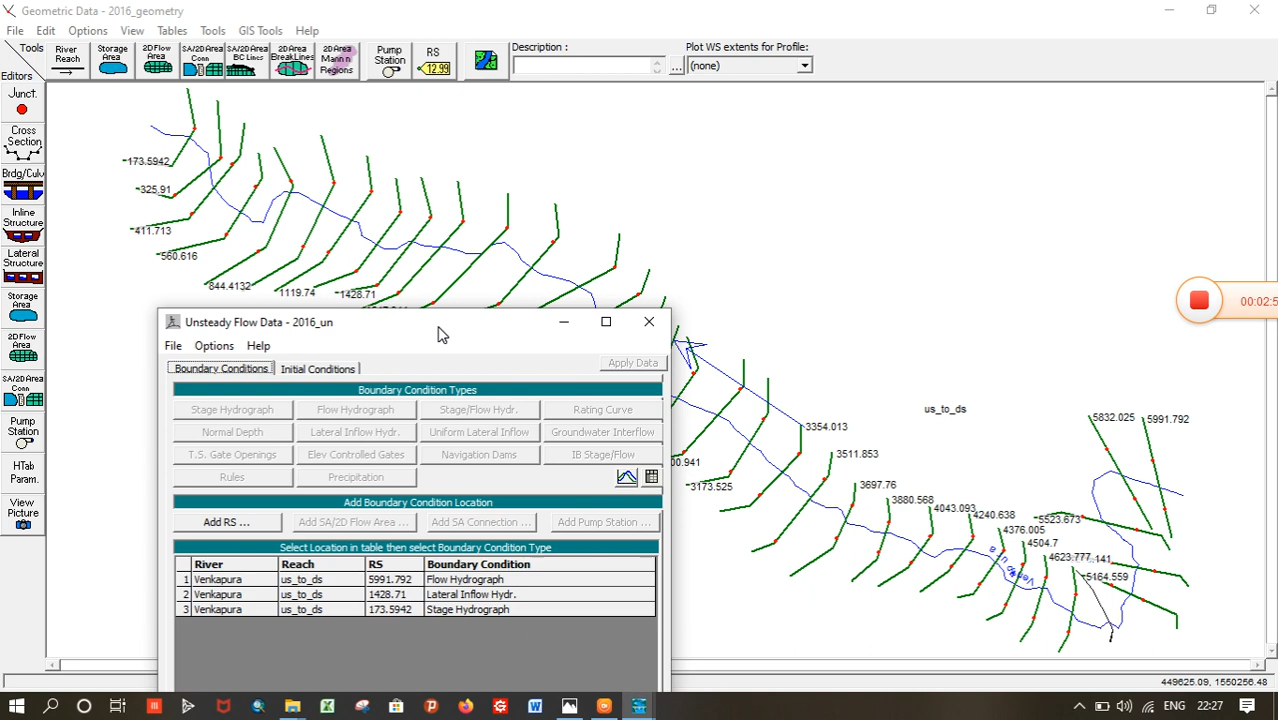 Geometric Data - 2016_geometry
File Edit Options View Tables Tools GIS Tools Help
Tools
Editors
River Reach
Storage Area
2D Flow Area
SA/2D Area Conn
SA/2D Area BC Lines
2D Area BreakLines
2D Area Mann n Regions
Pump Station
RS
12.99
Description :
...
Plot WS extents for Profile:
(none)
Junct.
Cross Section
Brdg/Culv
Inline Structure
Lateral Structure
Storage Area
2D Flow Area
SA/2D Area Conn
Pump Station
HTab Param.
View Picture
173.5942
325.91
411.713
560.616
844.4132
1119.74
1428.71
00.941
3173.525
3354.013
3511.853
3697.76
3880.568
4043.093
4240.638
4376.005
4504.7
4623.777
141
5164.559
5523.673
5832.025
5991.792
us_to_ds
00:02:5
Unsteady Flow Data - 2016_un
File Options Help
Boundary Conditions Initial Conditions Apply Data
Boundary Condition Types
Stage Hydrograph Flow Hydrograph Stage/Flow Hydr. Rating Curve
Normal Depth Lateral Inflow Hydr. Uniform Lateral Inflow Groundwater Interflow
T.S. Gate Openings Elev Controlled Gates Navigation Dams IB Stage/Flow
Rules Precipitation
Add Boundary Condition Location
Add RS ... Add SA/2D Flow Area ... Add SA Connection ... Add Pump Station ...
Select Location in table then select Boundary Condition Type
River Reach RS Boundary Condition
1 Venkapura us_to_ds 5991.792 Flow Hydrograph
2 Venkapura us_to_ds 1428.71 Lateral Inflow Hydr.
3 Venkapura us_to_ds 173.5942 Stage Hydrograph
449625.09, 1550256.48
ENG 22:27